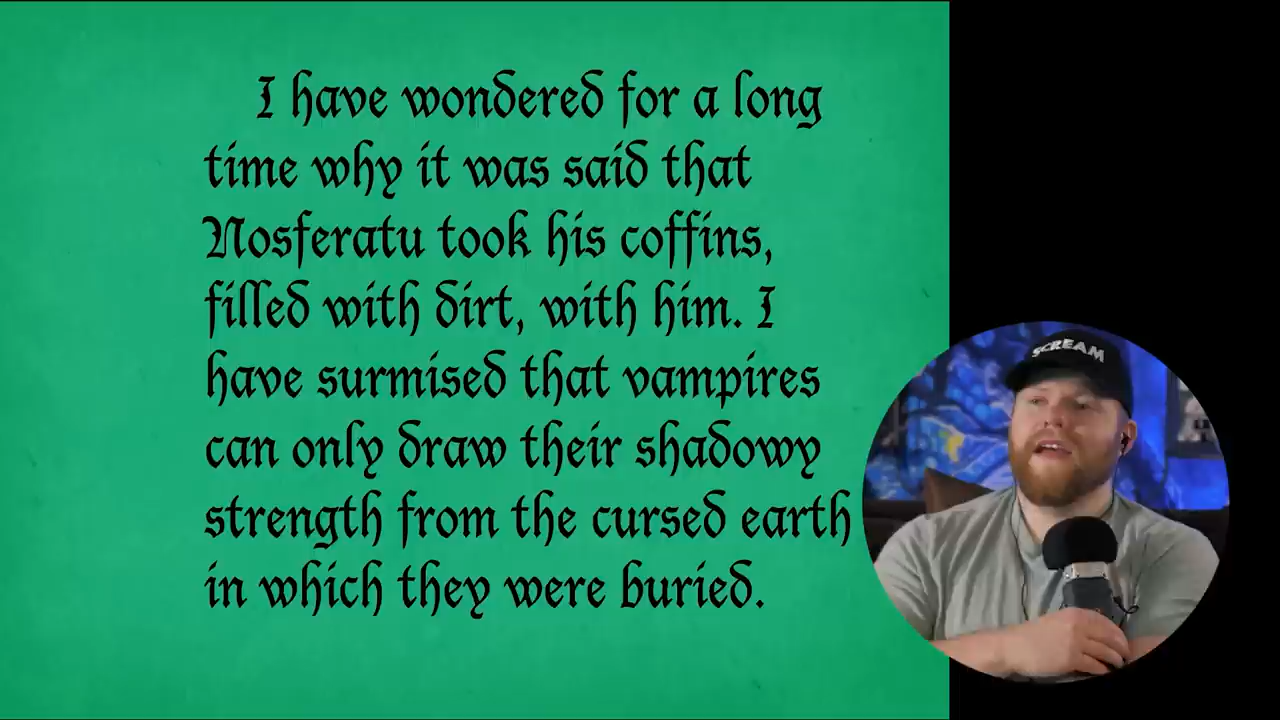 I have wondered for a long
time why it was said that
Nosferatu took his coffins,
filled with dirt, with him. I
have surmised that vampires
can only draw their shadowy
strength from the cursed earth
in which they were buried.
SCREAM